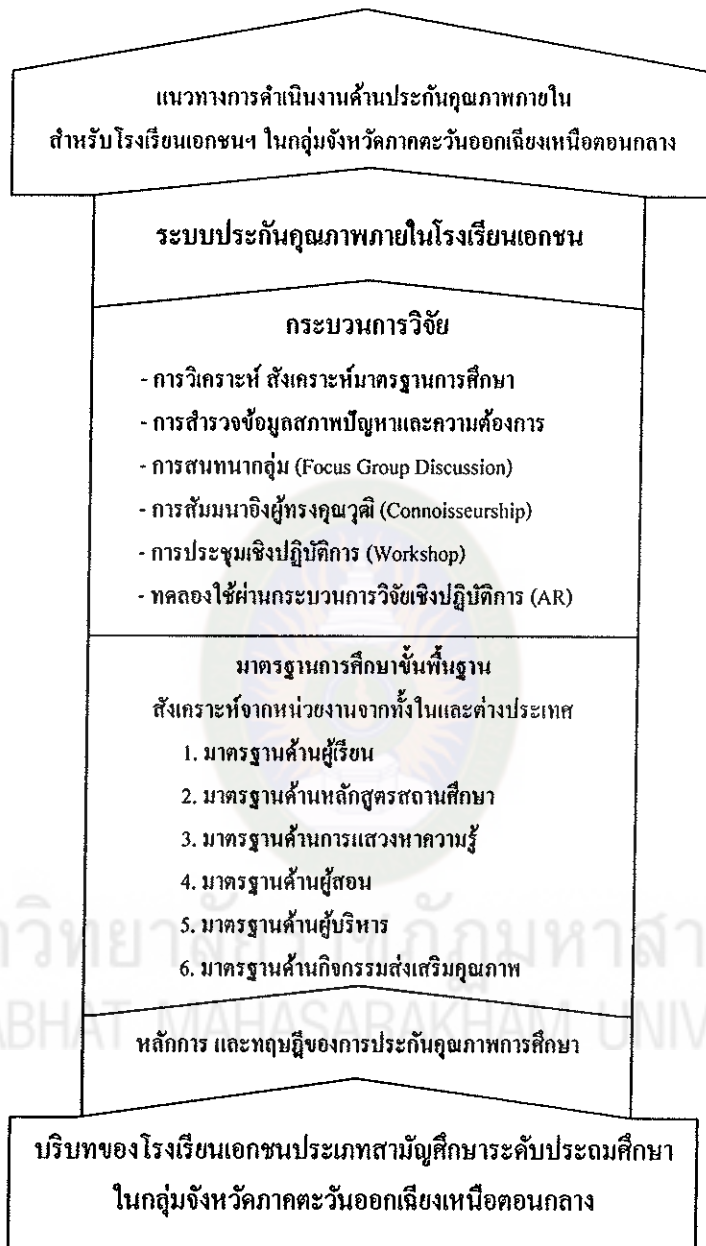 แนวทางการดำเนินงานด้านประกันคุณภาพภายใน
สำหรับโรงเรียนเอกชนฯ ในกลุ่มจังหวัดภาคตะวันออกเฉียงเหนือตอนกลาง
ระบบประกันคุณภาพภายในโรงเรียนเอกชน
กระบวนการวิจัย
- การวิเคราะห์ สังเคราะห์มาตรฐานการศึกษา
- การสำรวจข้อมูลสภาพปัญหาและความต้องการ
- การสนทนากลุ่ม (Focus Group Discussion)
- การสัมมนาอิงผู้ทรงคุณวุฒิ (Connoisseurship)
- การประชุมเชิงปฏิบัติการ (Workshop)
- ทดลองใช้ผ่านกระบวนการวิจัยเชิงปฏิบัติการ (AR)
มาตรฐานการศึกษาขั้นพื้นฐาน
สังเคราะห์จากหน่วยงานจากทั้งในและต่างประเทศ
1. มาตรฐานด้านผู้เรียน
2. มาตรฐานด้านหลักสูตรสถานศึกษา
3. มาตรฐานด้านการแสวงหาความรู้
4. มาตรฐานด้านผู้สอน
5. มาตรฐานด้านผู้บริหาร
6. มาตรฐานด้านกิจกรรมส่งเสริมคุณภาพ
ABHAT MAHASARAKHAM UNIV
หลักการ และทฤษฎีของการประกันคุณภาพการศึกษา
บริบทของโรงเรียนเอกชนประเภทสามัญศึกษาระดับประถมศึกษา
ในกลุ่มจังหวัดภาคตะวันออกเฉียงเหนือตอนกลาง